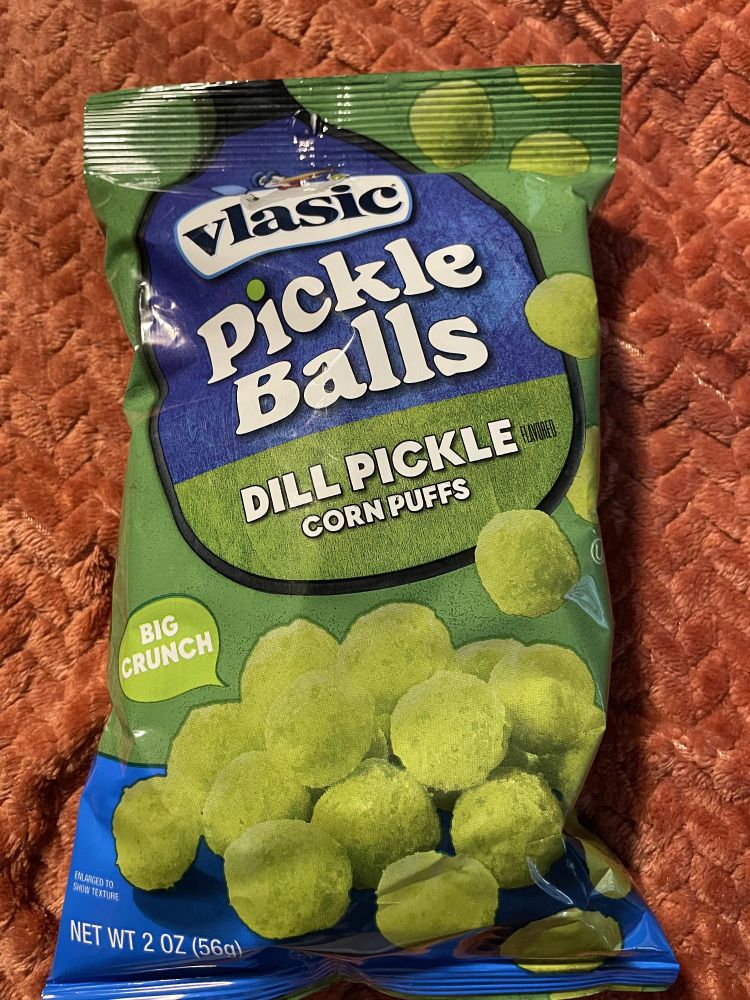 vlasic
Pickle
Balls
DILL PICKLE FLAVORED
CORN PUFFS
U
BIG
CRUNCH
ENLARGED TO
SHOW TEXTURE
NET WT 2 OZ (56g)